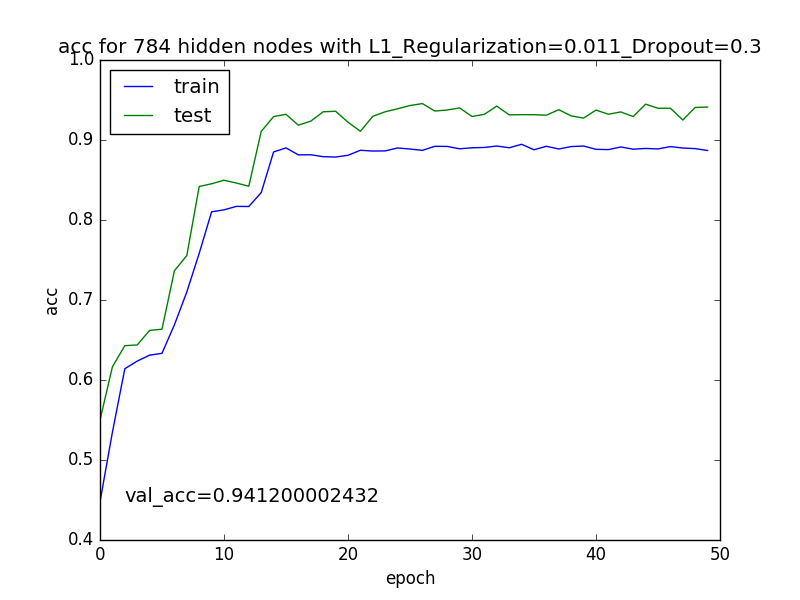 acc for 784 hidden nodes with L1_Regularization=0.011_Dropout=0.3
1.0
train
test
0.9
0.8
0.7
acc
0.6
0.5
val_acc=0.941200002432
0.4
0 10 20 30 40 50
epoch